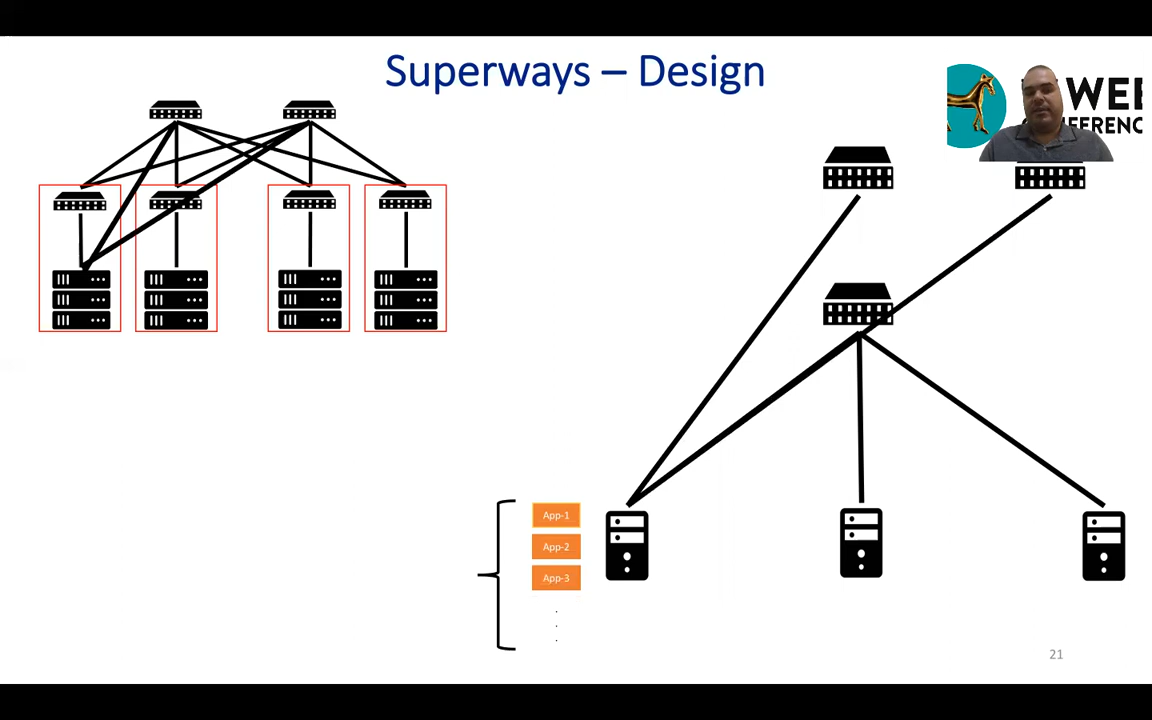 Superways – Design
App-1
App-2
App-3
.
.
.
21